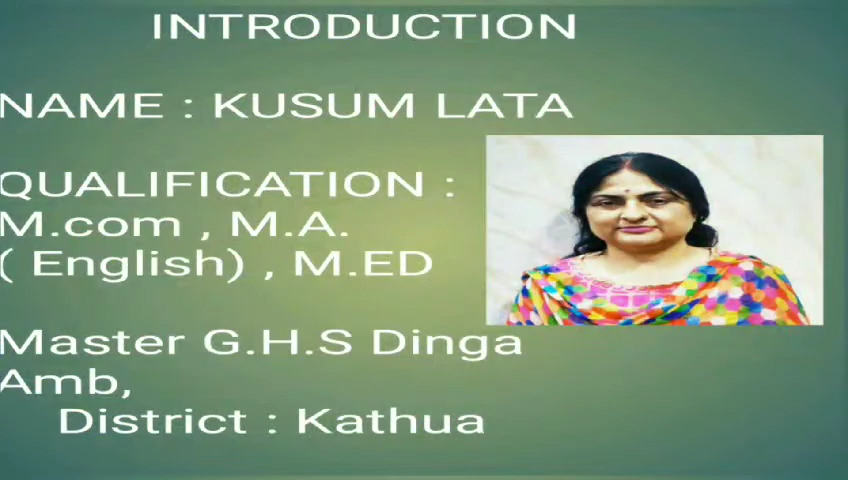 INTRODUCTION
NAME : KUSUM LATA
QUALIFICATION :
M.com , M.A.
( English) , M.ED
Master G.H.S Dinga
Amb,
District : Kathua